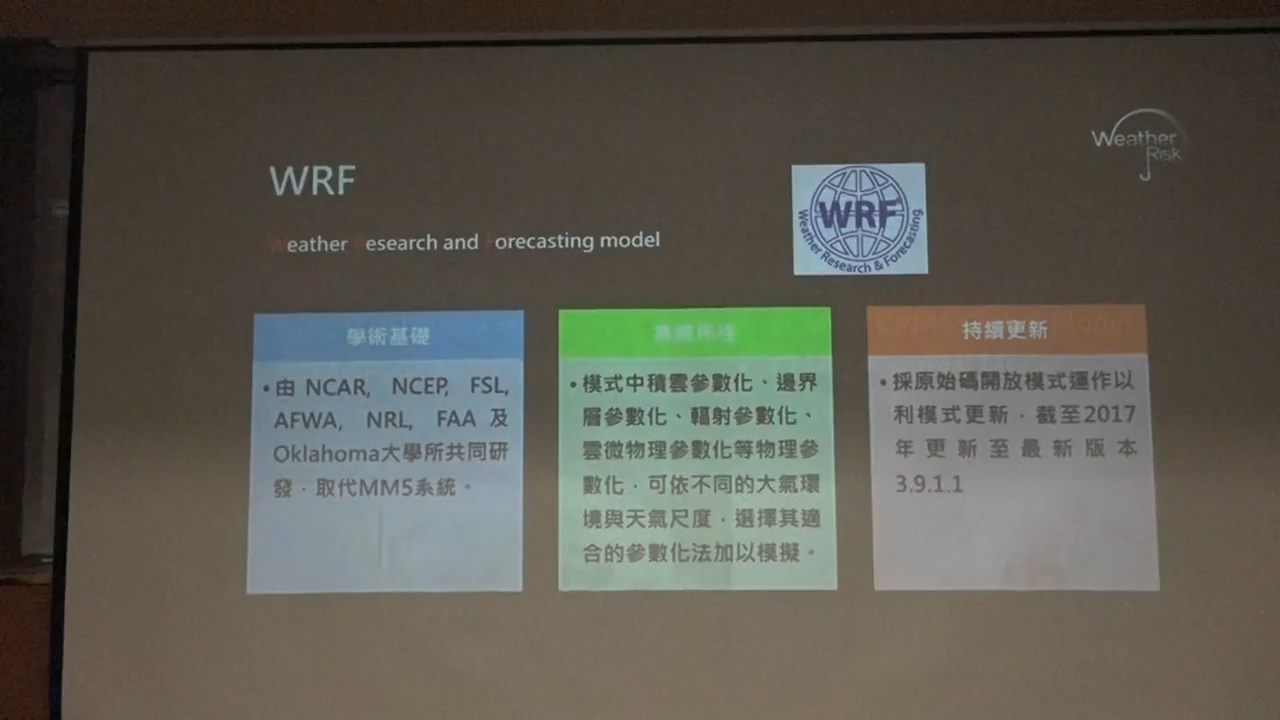 Weather
Risk
WRF
Weather Research and Forecasting model
WRF
Weather Research & Forecasting
學術基礎
•由 NCAR, NCEP, FSL,
AFWA, NRL, FAA 及
Oklahoma大學所共同研
發，取代MM5系統。
•模式中積雲參數化、邊界
層參數化、輻射參數化、
雲微物理參數化等物理參
數化，可依不同的大氣環
境與天氣尺度，選擇其適
合的參數化法加以模擬。
持續更新
•採原始碼開放模式運作以
利模式更新，截至2017
年更新至最新版本
3.9.1.1